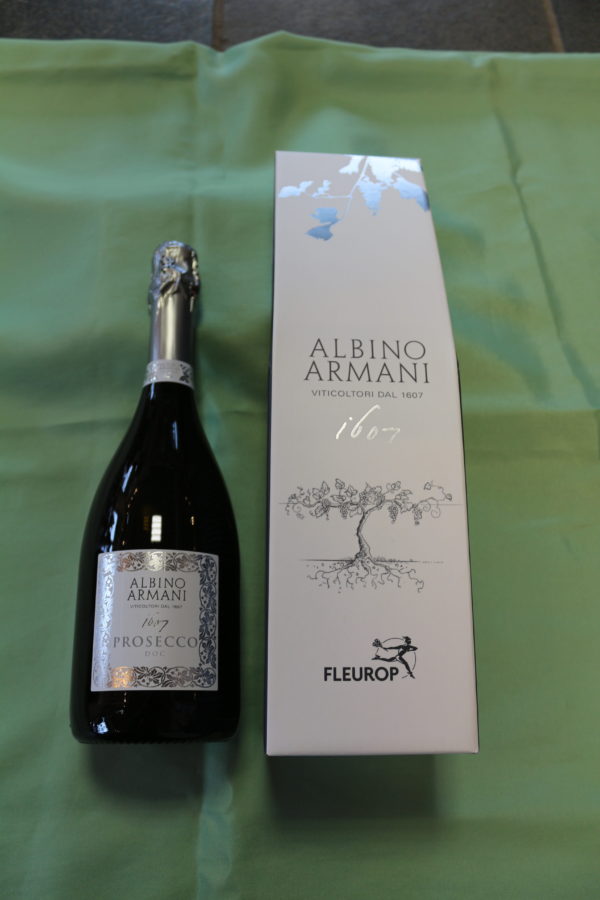 ALBINO
ARMANI
VITICOLTORI DAL 1607
1607
PROSECCO
DOC
ALBINO
ARMANI
VITICOLTORI DAL 1607
1607
FLEUROP